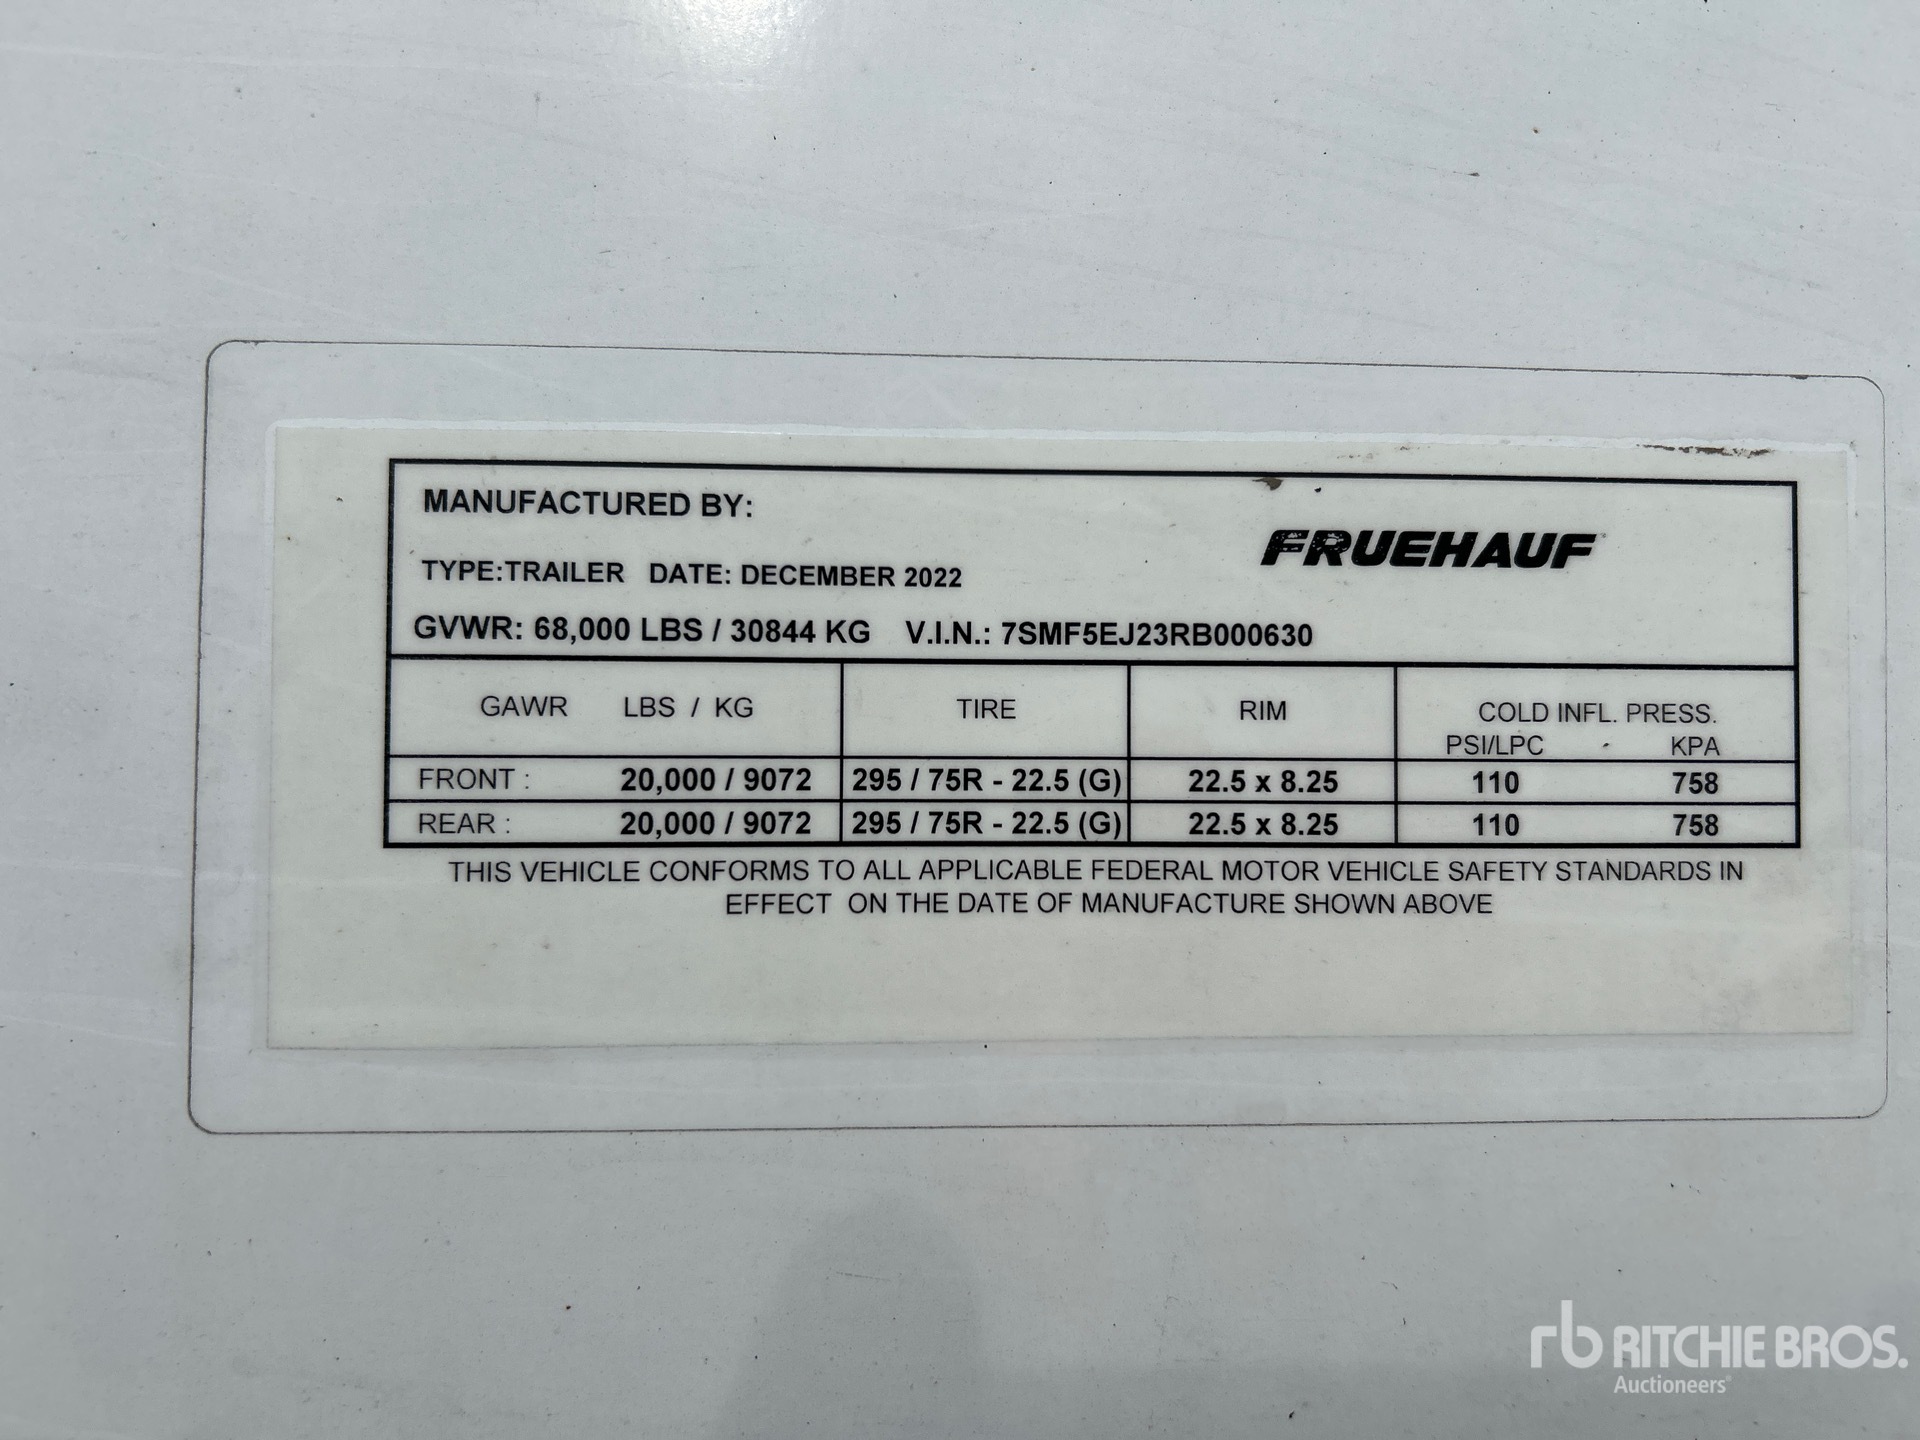 MANUFACTURED BY:
FRUEHAUF
TYPE:TRAILER DATE: DECEMBER 2022
GVWR: 68,000 LBS / 30844 KG V.I.N.: 7SMF5EJ23RB000630
GAWR LBS / KG TIRE RIM COLD INFL. PRESS.
PSI/LPC - KPA
FRONT : 20,000 / 9072 295 / 75R - 22.5 (G) 22.5 x 8.25 110 758
REAR : 20,000 / 9072 295 / 75R - 22.5 (G) 22.5 x 8.25 110 758
THIS VEHICLE CONFORMS TO ALL APPLICABLE FEDERAL MOTOR VEHICLE SAFETY STANDARDS IN
EFFECT ON THE DATE OF MANUFACTURE SHOWN ABOVE
rb RITCHIE BROS.
Auctioneers